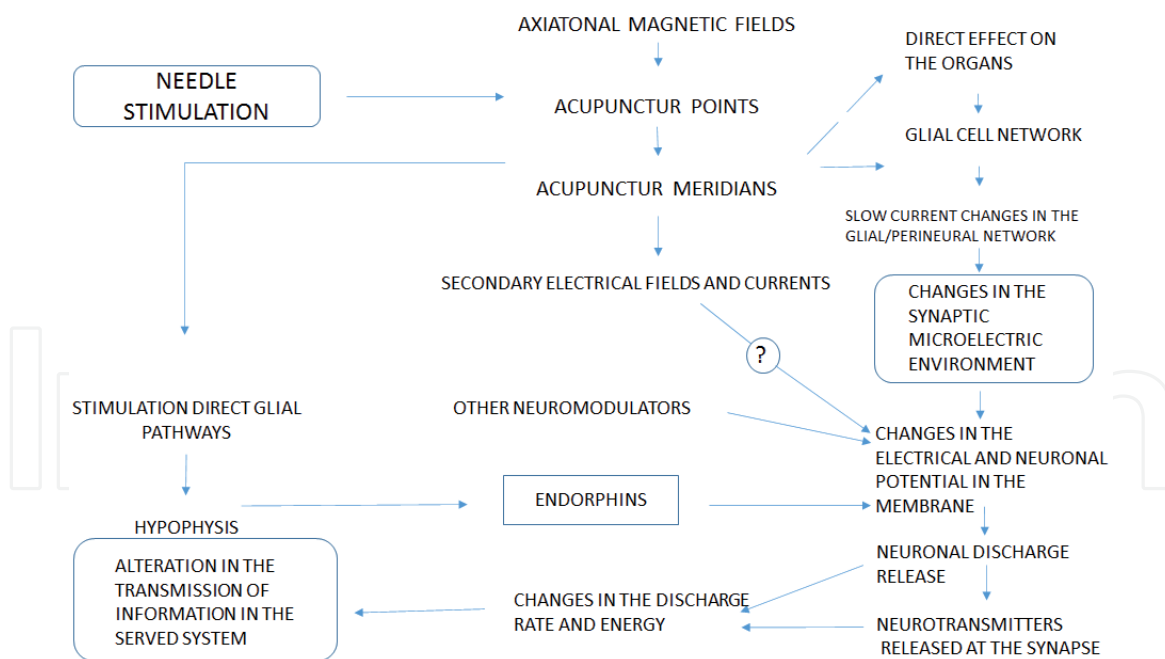 AXIATONAL MAGNETIC FIELDS
DIRECT EFFECT ON
THE ORGANS
NEEDLE
STIMULATION
ACUPUNCTUR POINTS
GLIAL CELL NETWORK
ACUPUNCTUR MERIDIANS
SLOW CURRENT CHANGES IN THE
GLIAL/PERINEURAL NETWORK
SECONDARY ELECTRICAL FIELDS AND CURRENTS
CHANGES IN THE
SYNAPTIC
MICROELECTRIC
ENVIRONMENT
?
STIMULATION DIRECT GLIAL
PATHWAYS
OTHER NEUROMODULATORS
CHANGES IN THE
ELECTRICAL AND NEURONAL
POTENTIAL IN THE
MEMBRANE
ENDORPHINS
HYPOPHYSIS
ALTERATION IN THE
TRANSMISSION OF
INFORMATION IN THE
SERVED SYSTEM
NEURONAL DISCHARGE
RELEASE
CHANGES IN THE DISCHARGE
RATE AND ENERGY
NEUROTRANSMITTERS
RELEASED AT THE SYNAPSE